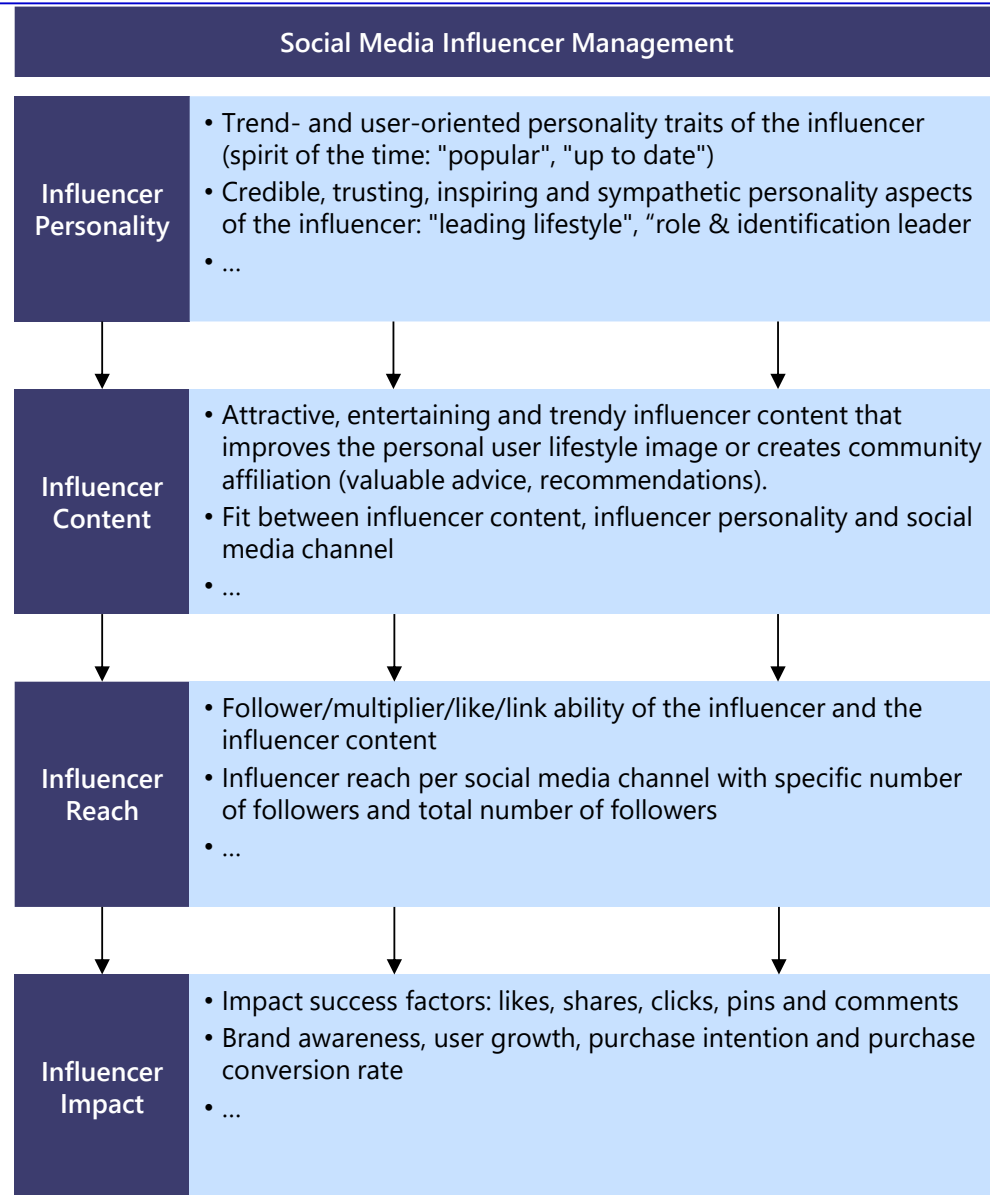 Social Media Influencer Management
Influencer
Personality
• Trend- and user-oriented personality traits of the influencer
(spirit of the time: "popular", "up to date")
• Credible, trusting, inspiring and sympathetic personality aspects
of the influencer: "leading lifestyle", “role & identification leader
• ...
Influencer
Content
• Attractive, entertaining and trendy influencer content that
improves the personal user lifestyle image or creates community
affiliation (valuable advice, recommendations).
• Fit between influencer content, influencer personality and social
media channel
• ...
Influencer
Reach
• Follower/multiplier/like/link ability of the influencer and the
influencer content
• Influencer reach per social media channel with specific number
of followers and total number of followers
• ...
Influencer
Impact
• Impact success factors: likes, shares, clicks, pins and comments
• Brand awareness, user growth, purchase intention and purchase
conversion rate
• ...